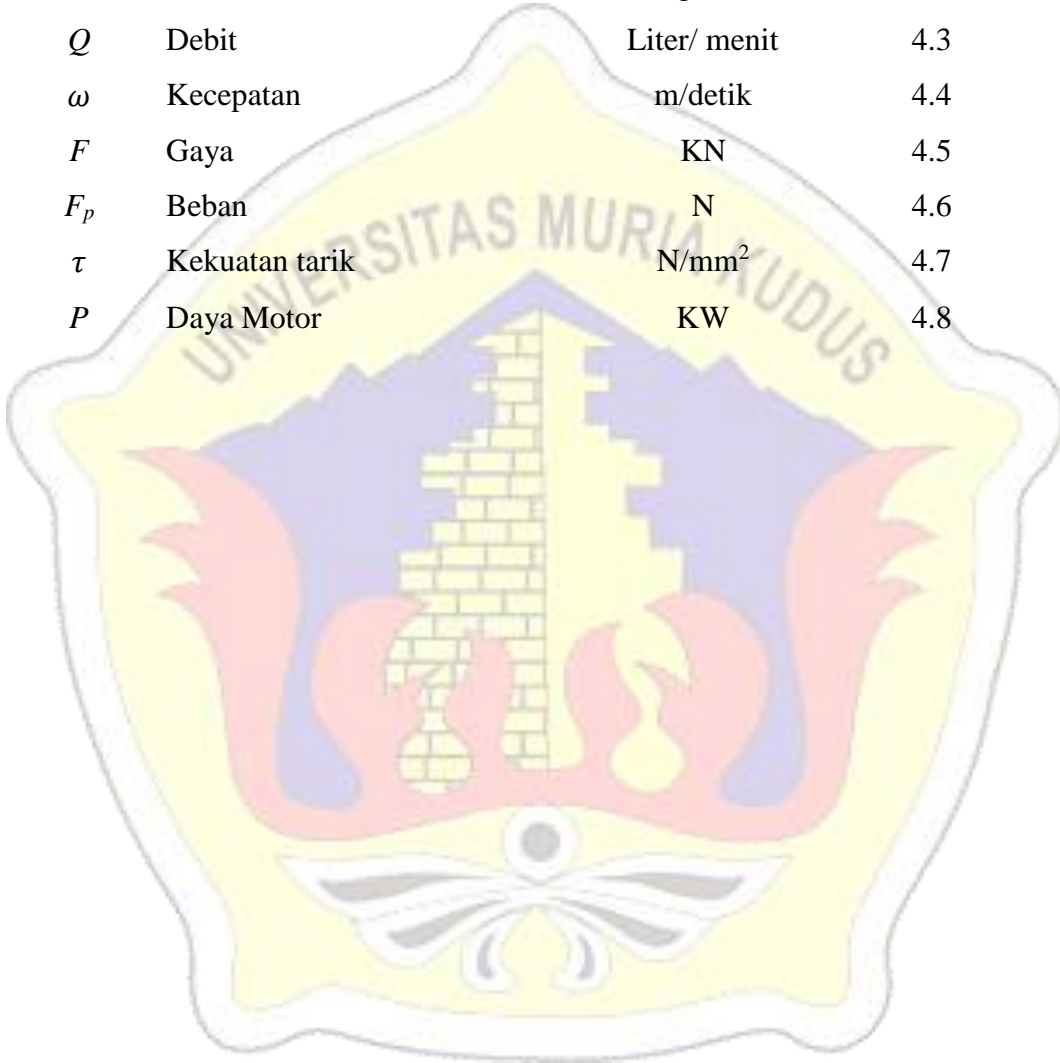 Q Debit Liter/ menit 4.3
ω Kecepatan m/detik 4.4
F Gaya KN 4.5
Fₚ Beban N 4.6
τ Kekuatan tarik N/mm² 4.7
P Daya Motor KW 4.8
UNIVERSITAS MURIA KUDUS